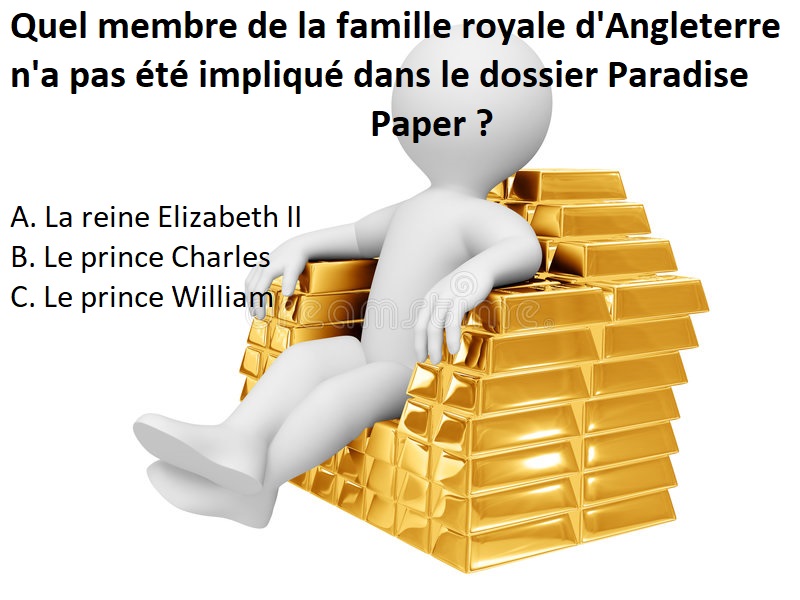 Quel membre de la famille royale d'Angleterre
n'a pas été impliqué dans le dossier Paradise
Paper ?
A. La reine Elizabeth II
B. Le prince Charles
C. Le prince William
dreamstime